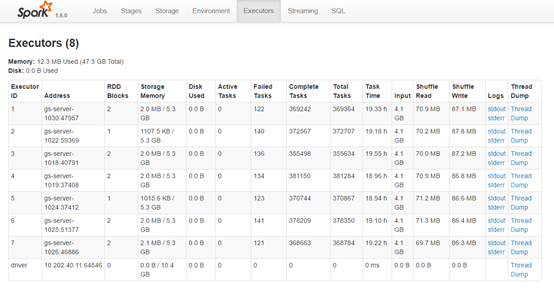 Spark 1.6.0 Jobs Stages Storage Environment Executors Streaming SQL
Executors (8)
Memory: 12.3 MB Used (47.3 GB Total)
Disk: 0.0 B Used
Executor ID Address RDD Blocks Storage Memory Disk Used Active Tasks Failed Tasks Complete Tasks Total Tasks Task Time Input Shuffle Read Shuffle Write Logs Thread Dump
1 gs-server-1030:47957 2 2.0 MB / 5.3 GB 0.0 B 0 122 369242 369364 19.33 h 4.1 GB 70.9 MB 87.1 MB stdout stderr Thread Dump
2 gs-server-1022:59369 1 1107.5 KB / 5.3 GB 0.0 B 0 140 372567 372707 19.18 h 4.1 GB 70.2 MB 87.8 MB stdout stderr Thread Dump
3 gs-server-1018:40791 2 2.0 MB / 5.3 GB 0.0 B 0 136 355498 355634 19.55 h 4.1 GB 70.0 MB 87.2 MB stdout stderr Thread Dump
4 gs-server-1019:37408 2 2.0 MB / 5.3 GB 0.0 B 0 134 381150 381284 18.96 h 4.1 GB 70.9 MB 86.8 MB stdout stderr Thread Dump
5 gs-server-1024:37412 1 1015.6 KB / 5.3 GB 0.0 B 0 123 370744 370867 18.94 h 4.1 GB 71.2 MB 86.6 MB stdout stderr Thread Dump
6 gs-server-1025:51377 2 2.0 MB / 5.3 GB 0.0 B 0 141 378209 378350 19.10 h 4.1 GB 71.3 MB 86.4 MB stdout stderr Thread Dump
7 gs-server-1026:46886 2 2.1 MB / 5.3 GB 0.0 B 0 121 368663 368784 19.22 h 4.1 GB 69.7 MB 86.3 MB stdout stderr Thread Dump
driver 10.202.40.11:64546 0 0.0 B / 10.4 GB 0.0 B 0 0 0 0 0 ms 0.0 B 0.0 B 0.0 B Thread Dump